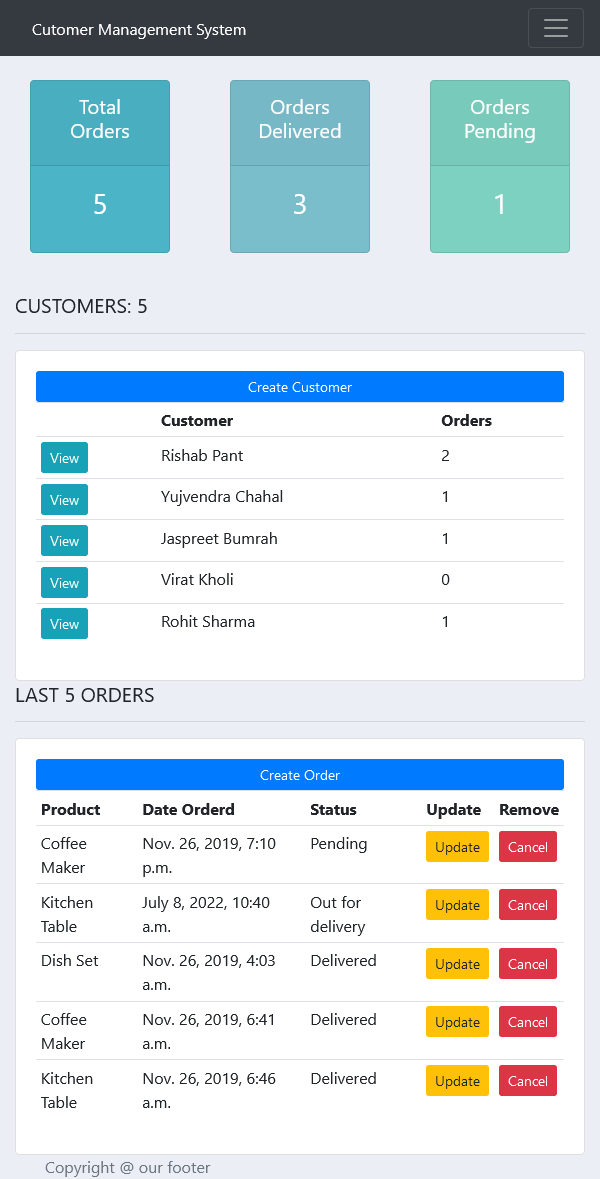 Cutomer Management System
Total
Orders
5
Orders
Delivered
3
Orders
Pending
1
CUSTOMERS: 5
Create Customer
Customer Orders
View Rishab Pant 2
View Yujvendra Chahal 1
View Jaspreet Bumrah 1
View Virat Kholi 0
View Rohit Sharma 1
LAST 5 ORDERS
Create Order
Product Date Orderd Status Update Remove
Coffee Nov. 26, 2019, 7:10 Pending Update Cancel
Maker p.m.
Kitchen July 8, 2022, 10:40 Out for Update Cancel
Table a.m. delivery
Dish Set Nov. 26, 2019, 4:03 Delivered Update Cancel
a.m.
Coffee Nov. 26, 2019, 6:41 Delivered Update Cancel
Maker a.m.
Kitchen Nov. 26, 2019, 6:46 Delivered Update Cancel
Table a.m.
Copyright @ our footer